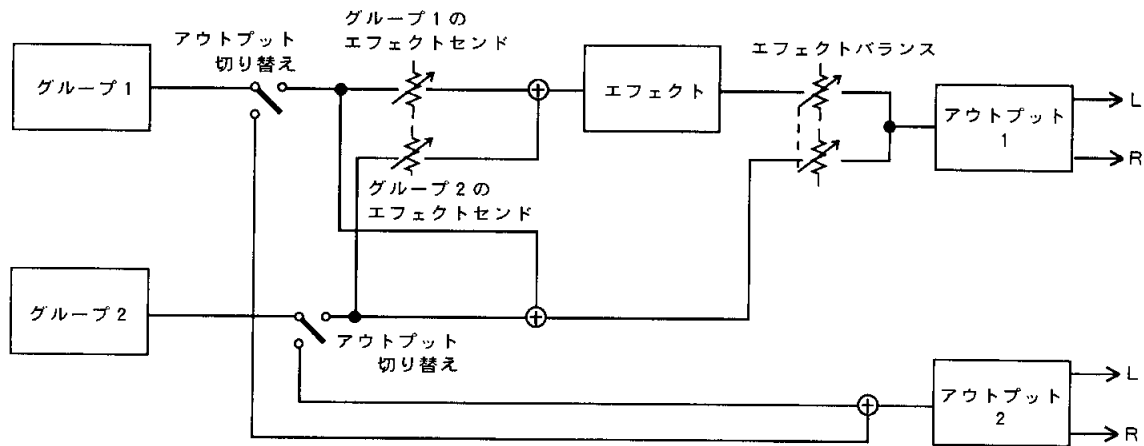 グループ1の
エフェクトセンド
アウトプット
切り替え
エフェクトバランス
グループ1
エフェクト
アウトプット
1
L
R
グループ2の
エフェクトセンド
グループ2
アウトプット
切り替え
アウトプット
2
L
R